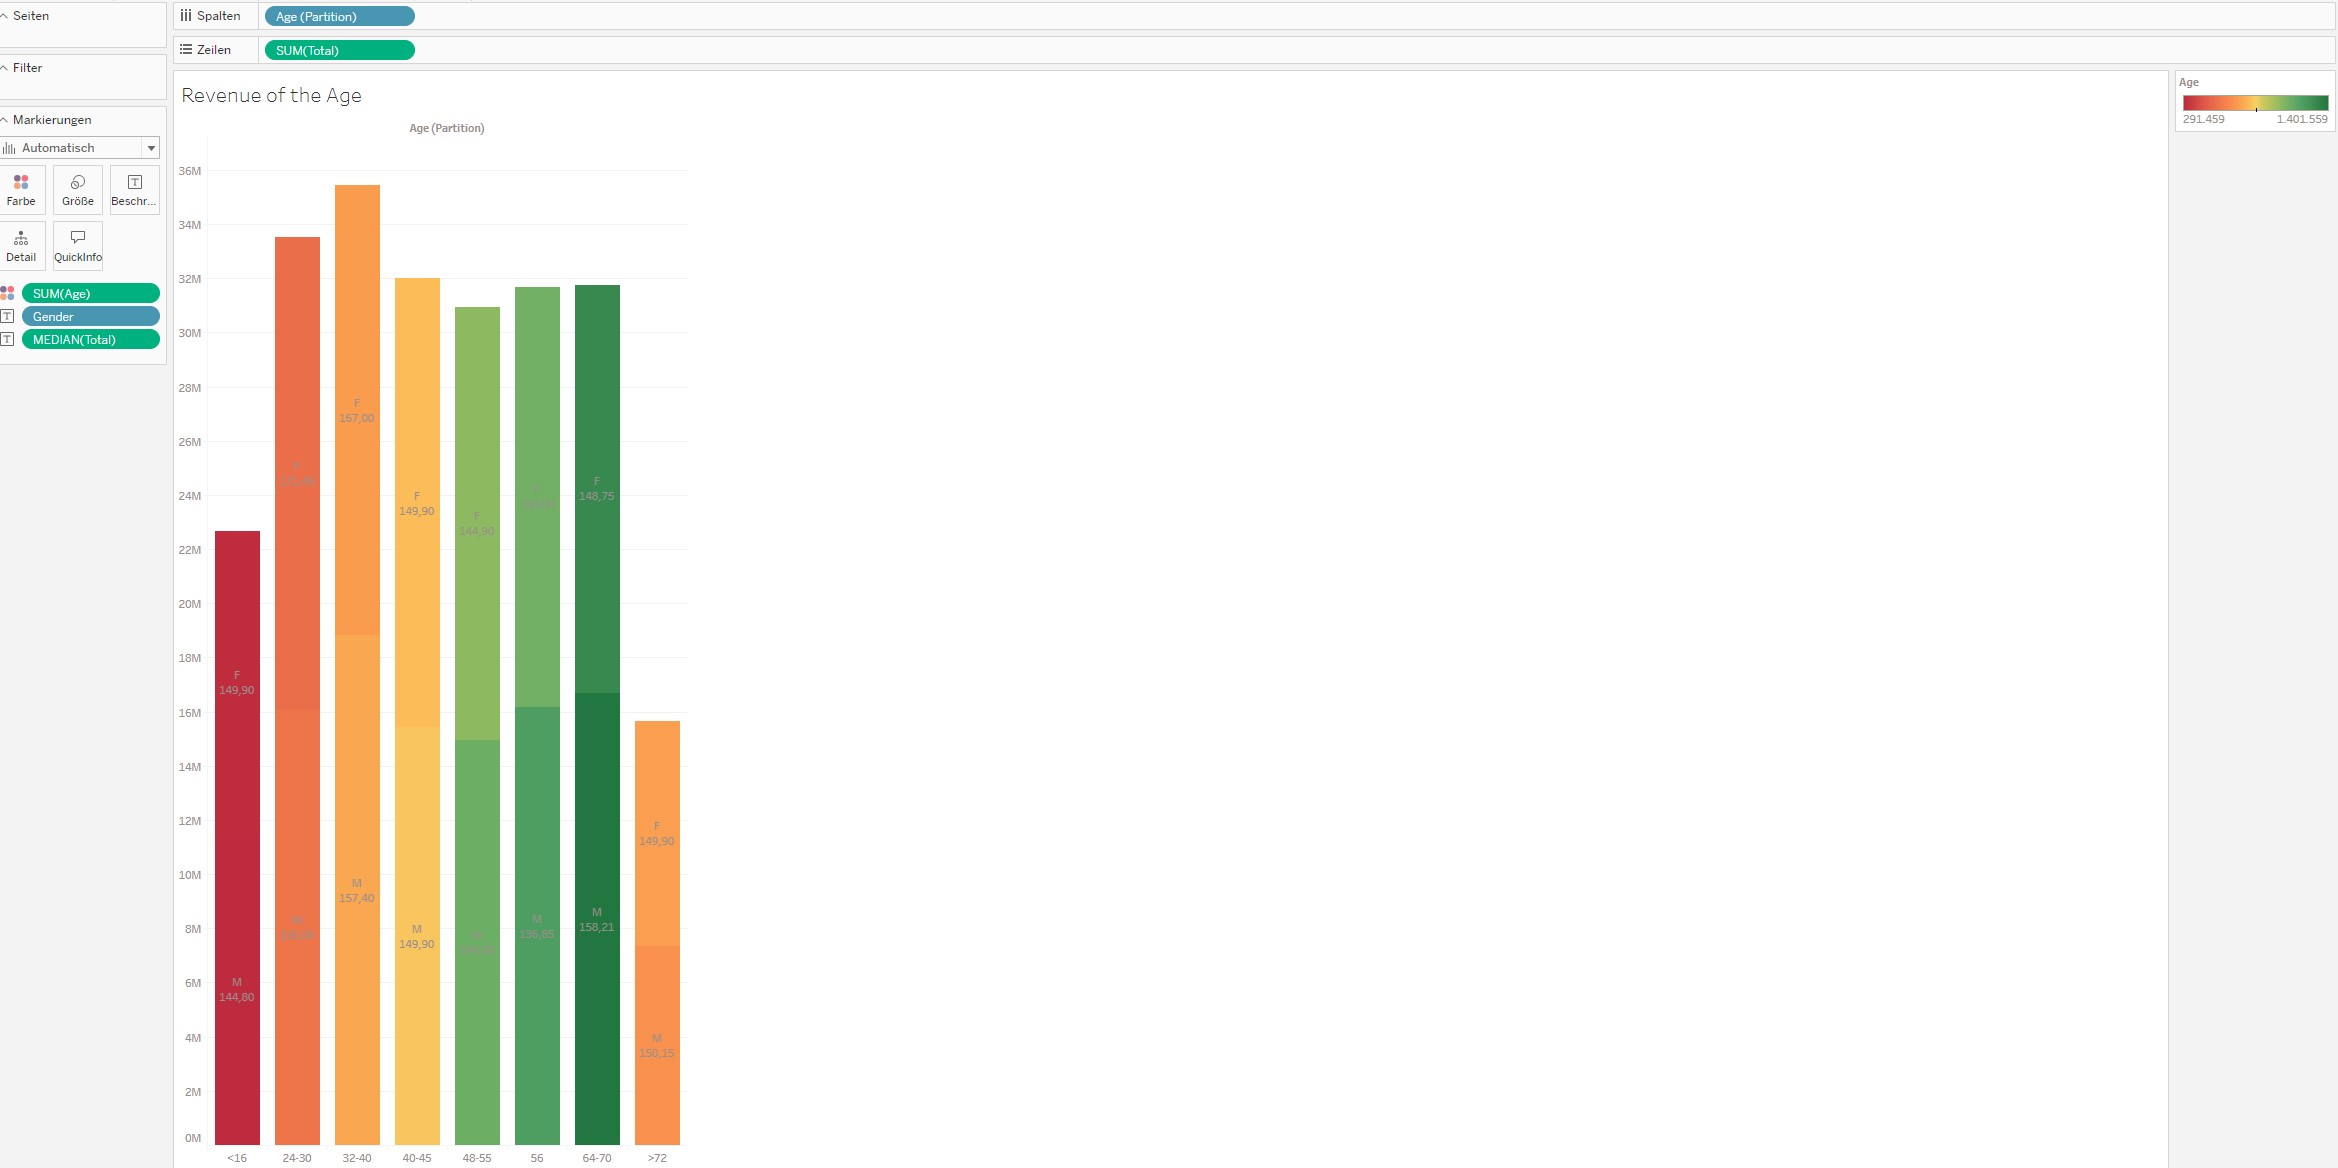 Seiten
Spalten
Age (Partition)
Zeilen
SUM(Total)
Filter
Markierungen
Automatisch
Farbe
Größe
Beschr...
Detail
QuickInfo
SUM(Age)
Gender
MEDIAN(Total)
Revenue of the Age
Age (Partition)
36M
34M
32M
30M
28M
26M
24M
22M
20M
18M
16M
14M
12M
10M
8M
6M
4M
2M
0M
F
149,90
M
144,80
F
167,00
M
157,40
F
149,90
M
149,90
F
144,90
M
136,85
F
148,75
M
158,21
F
149,90
M
150,15
<16
24-30
32-40
40-45
48-55
56
64-70
>72
Age
291.459
1.401.559